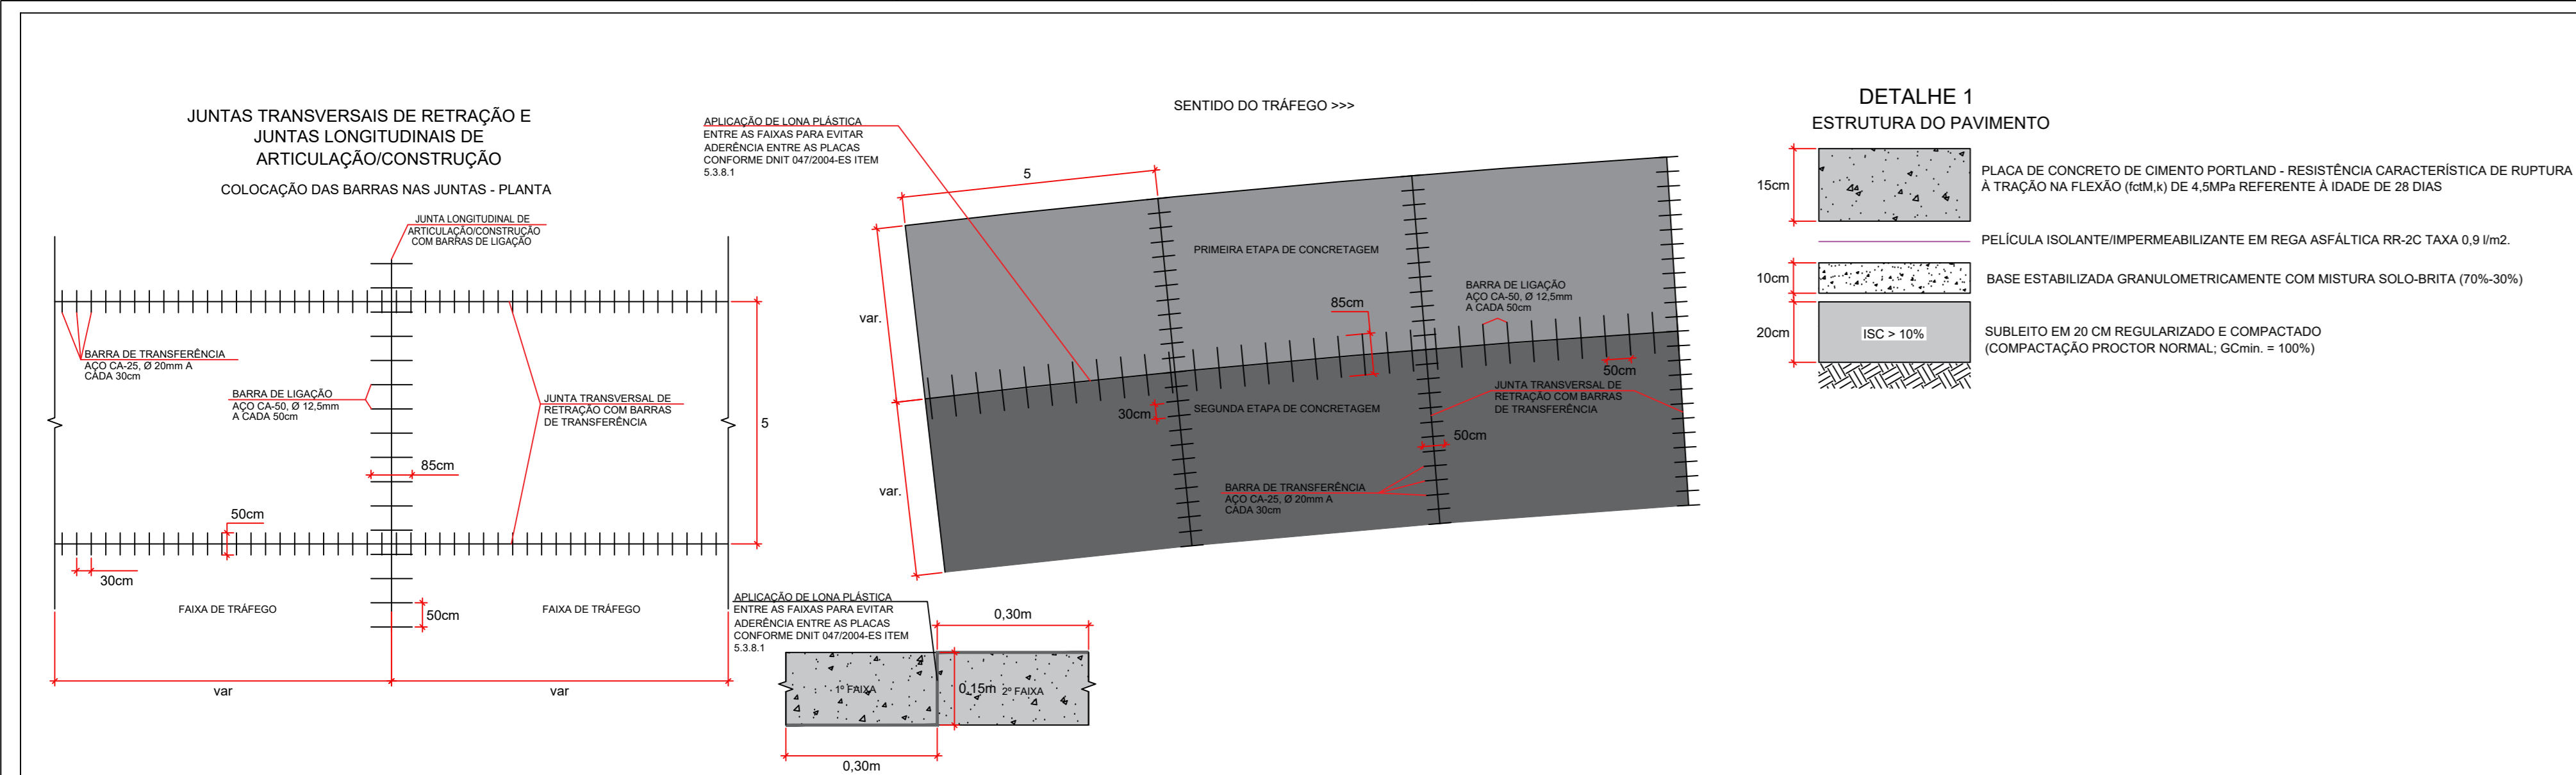 JUNTAS TRANSVERSAIS DE RETRAÇÃO E
JUNTAS LONGITUDINAIS DE
ARTICULAÇÃO/CONSTRUÇÃO
COLOCAÇÃO DAS BARRAS NAS JUNTAS - PLANTA
JUNTA LONGITUDINAL DE
ARTICULAÇÃO/CONSTRUÇÃO
COM BARRAS DE LIGAÇÃO
BARRA DE TRANSFERÊNCIA
AÇO CA-25, Ø 20mm A
CADA 30cm
BARRA DE LIGAÇÃO
AÇO CA-50, Ø 12,5mm
A CADA 50cm
JUNTA TRANSVERSAL DE
RETRAÇÃO COM BARRAS
DE TRANSFERÊNCIA
5
85cm
50cm
30cm
50cm
FAIXA DE TRÁFEGO
FAIXA DE TRÁFEGO
var
var
APLICAÇÃO DE LONA PLÁSTICA
ENTRE AS FAIXAS PARA EVITAR
ADERÊNCIA ENTRE AS PLACAS
CONFORME DNIT 047/2004-ES ITEM
5.3.8.1
SENTIDO DO TRÁFEGO >>>
5
var.
var.
PRIMEIRA ETAPA DE CONCRETAGEM
BARRA DE LIGAÇÃO
AÇO CA-50, Ø 12,5mm
A CADA 50cm
85cm
50cm
30cm
SEGUNDA ETAPA DE CONCRETAGEM
JUNTA TRANSVERSAL DE
RETRAÇÃO COM BARRAS
DE TRANSFERÊNCIA
50cm
BARRA DE TRANSFERÊNCIA
AÇO CA-25, Ø 20mm A
CADA 30cm
APLICAÇÃO DE LONA PLÁSTICA
ENTRE AS FAIXAS PARA EVITAR
ADERÊNCIA ENTRE AS PLACAS
CONFORME DNIT 047/2004-ES ITEM
5.3.8.1
0,30m
1º FAIXA
0,15m
2º FAIXA
0,30m
DETALHE 1
ESTRUTURA DO PAVIMENTO
15cm
PLACA DE CONCRETO DE CIMENTO PORTLAND - RESISTÊNCIA CARACTERÍSTICA DE RUPTURA
À TRAÇÃO NA FLEXÃO (fctM,k) DE 4,5MPa REFERENTE À IDADE DE 28 DIAS
PELÍCULA ISOLANTE/IMPERMEABILIZANTE EM REGA ASFÁLTICA RR-2C TAXA 0,9 l/m2.
10cm
BASE ESTABILIZADA GRANULOMETRICAMENTE COM MISTURA SOLO-BRITA (70%-30%)
20cm
ISC > 10%
SUBLEITO EM 20 CM REGULARIZADO E COMPACTADO
(COMPACTAÇÃO PROCTOR NORMAL; GCmin. = 100%)